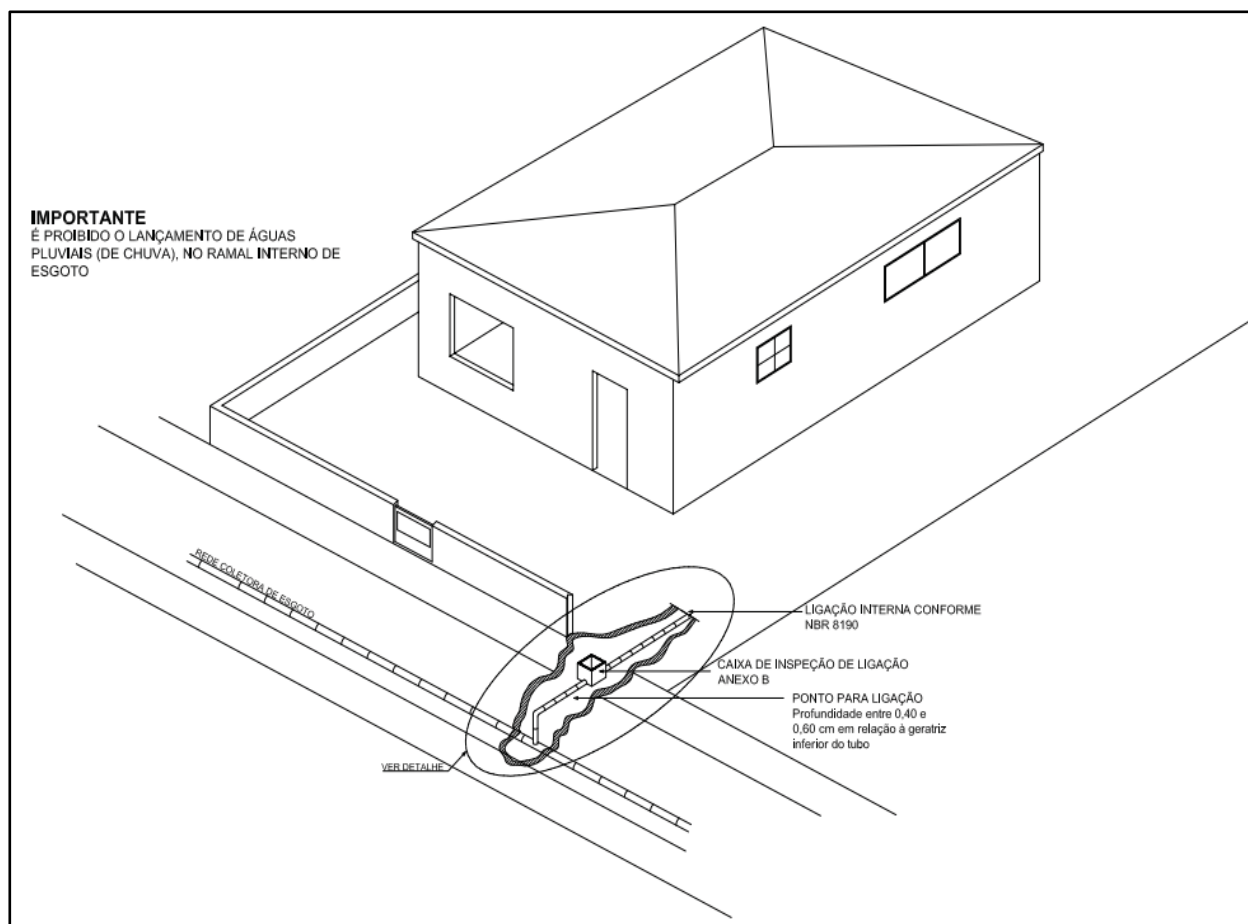 IMPORTANTE
É PROIBIDO O LANÇAMENTO DE ÁGUAS
PLUVIAIS (DE CHUVA), NO RAMAL INTERNO DE
ESGOTO
REDE COLETORA DE ESGOTO
LIGAÇÃO INTERNA CONFORME
NBR 8190
CAIXA DE INSPEÇÃO DE LIGAÇÃO
ANEXO B
PONTO PARA LIGAÇÃO
Profundidade entre 0,40 e
0,60 cm em relação à geratriz
inferior do tubo
VER DETALHE